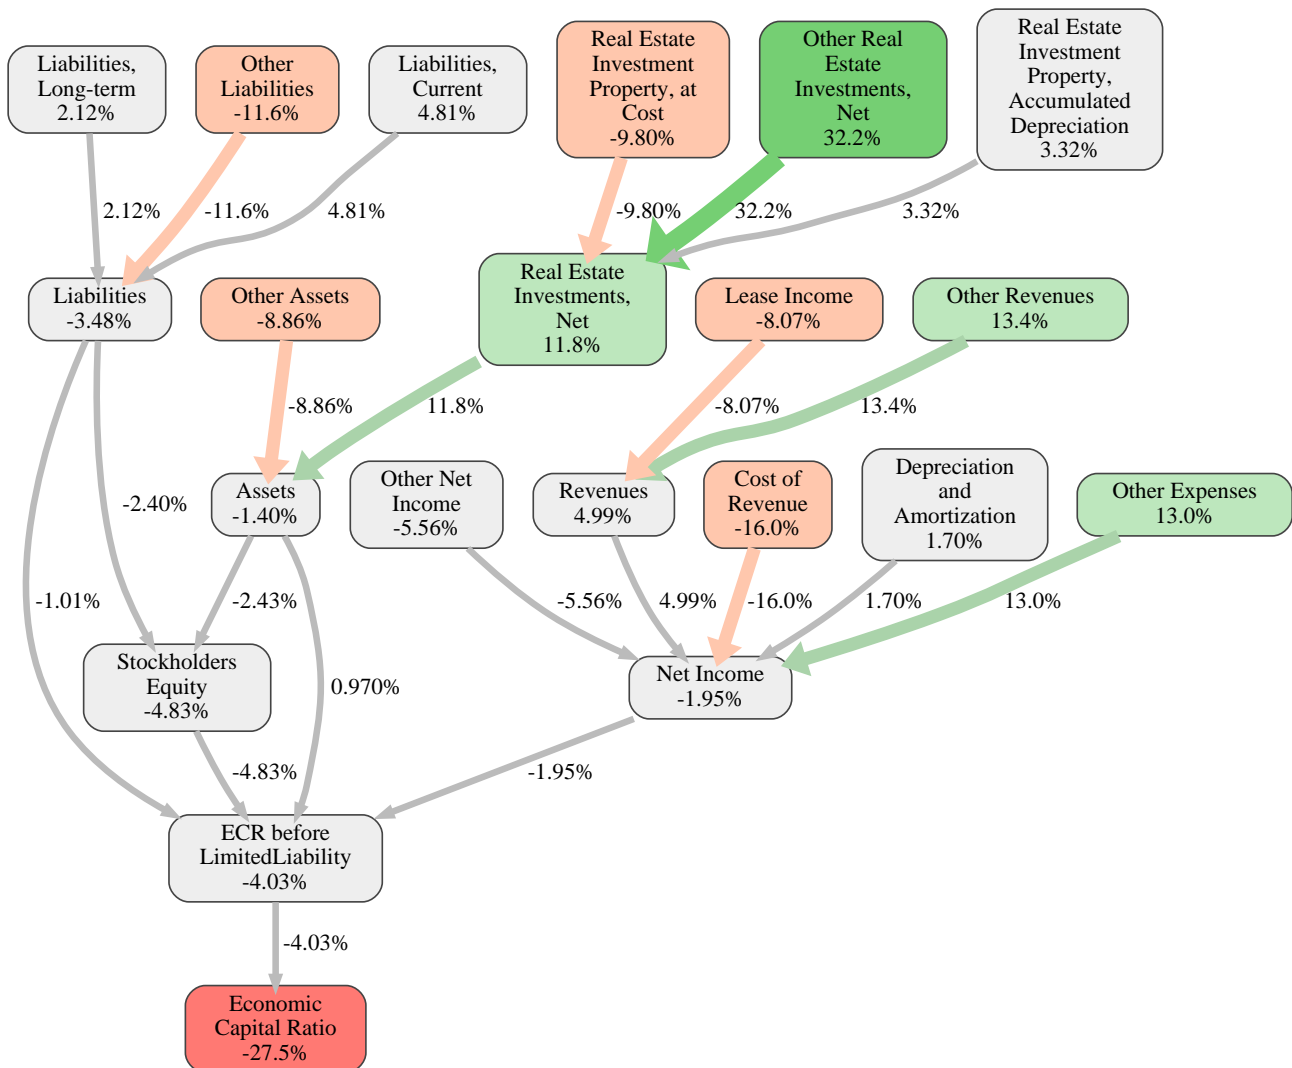 Liabilities,
Long-term
2.12%
Other
Liabilities
-11.6%
Liabilities,
Current
4.81%
Real Estate
Investment
Property, at
Cost
-9.80%
Other Real
Estate
Investments,
Net
32.2%
Real Estate
Investment
Property,
Accumulated
Depreciation
3.32%
2.12%
-11.6%
4.81%
-9.80%
32.2%
3.32%
Liabilities
-3.48%
Other Assets
-8.86%
Real Estate
Investments,
Net
11.8%
Lease Income
-8.07%
Other Revenues
13.4%
-8.86%
11.8%
-8.07%
13.4%
-2.40%
Assets
-1.40%
Other Net
Income
-5.56%
Revenues
4.99%
Cost of
Revenue
-16.0%
Depreciation
and
Amortization
1.70%
Other Expenses
13.0%
-1.01%
-2.43%
-5.56%
4.99%
-16.0%
1.70%
13.0%
Stockholders
Equity
-4.83%
0.970%
Net Income
-1.95%
-4.83%
-1.95%
ECR before
LimitedLiability
-4.03%
-4.03%
Economic
Capital Ratio
-27.5%